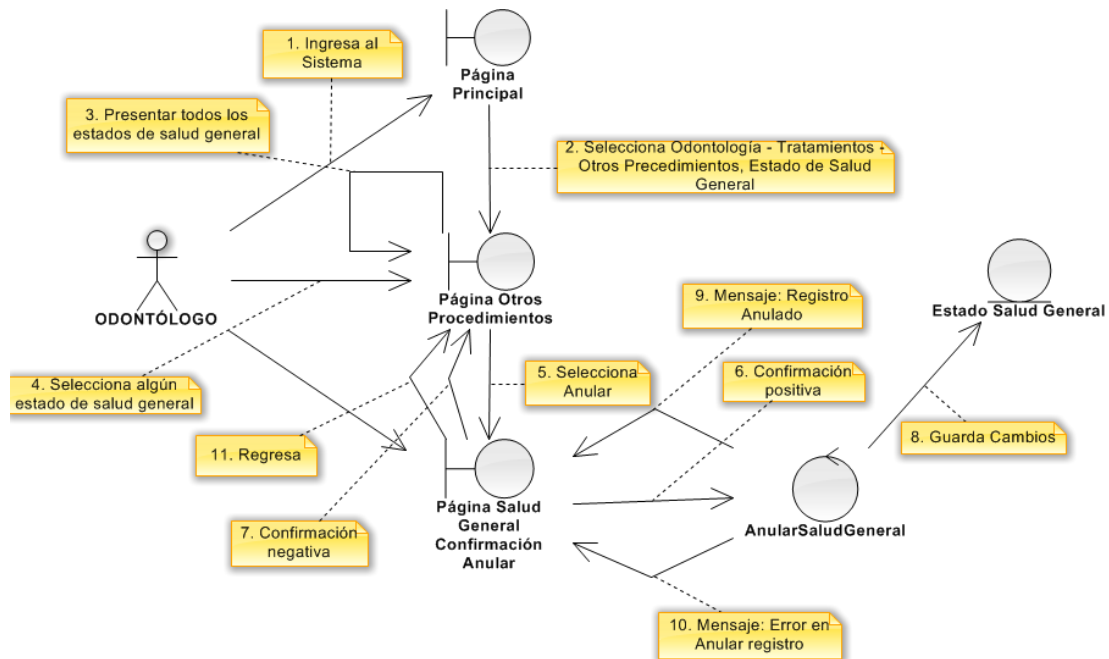 1. Ingresa al
Sistema
Página
Principal
3. Presentar todos los
estados de salud general
2. Selecciona Odontología - Tratamientos -
Otros Precedimientos, Estado de Salud
General
ODONTÓLOGO
Página Otros
Procedimientos
9. Mensaje: Registro
Anulado
Estado Salud General
4. Selecciona algún
estado de salud general
5. Selecciona
Anular
6. Confirmación
positiva
8. Guarda Cambios
11. Regresa
7. Confirmación
negativa
Página Salud
General
Confirmación
Anular
AnularSaludGeneral
10. Mensaje: Error en
Anular registro